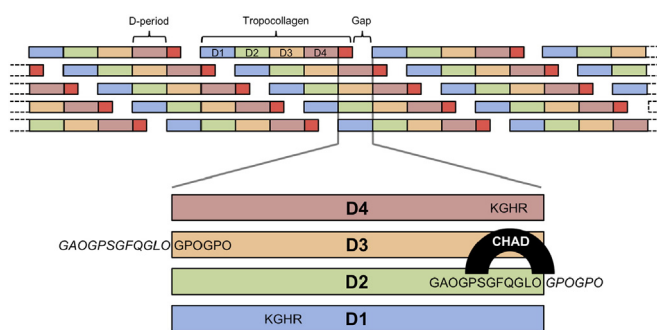 D-period Tropocollagen Gap
D1 D2 D3 D4
D4 KGHR
GAOGPSGFQGLO GPOGPO D3 CHAD
D2 GAOGPSGFQGLO GPOGPO
KGHR D1